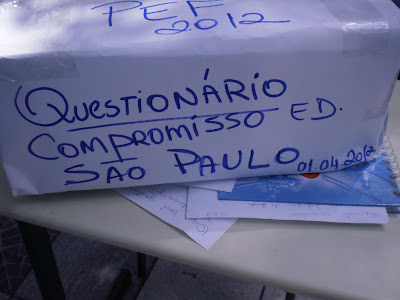 PEF
2012
QUESTIONÁRIO
COMPROMISSO ED.
SÃO PAULO 01.04.2012